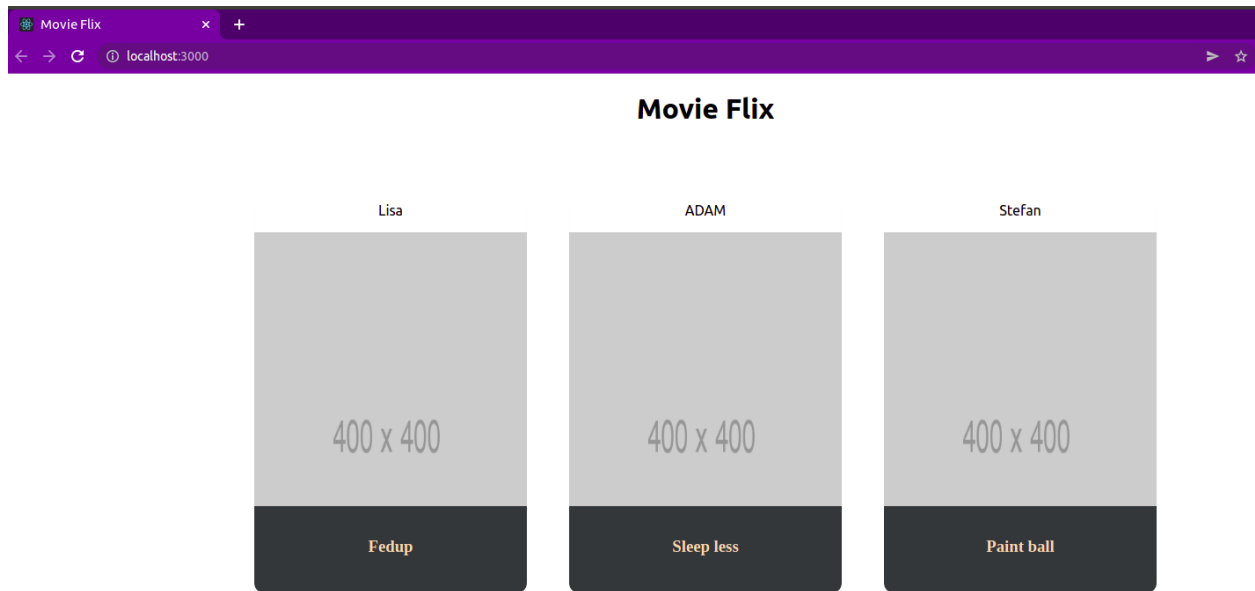 Movie Flix
localhost:3000
Movie Flix
Lisa ADAM Stefan
400 x 400 400 x 400 400 x 400
Fedup Sleep less Paint ball